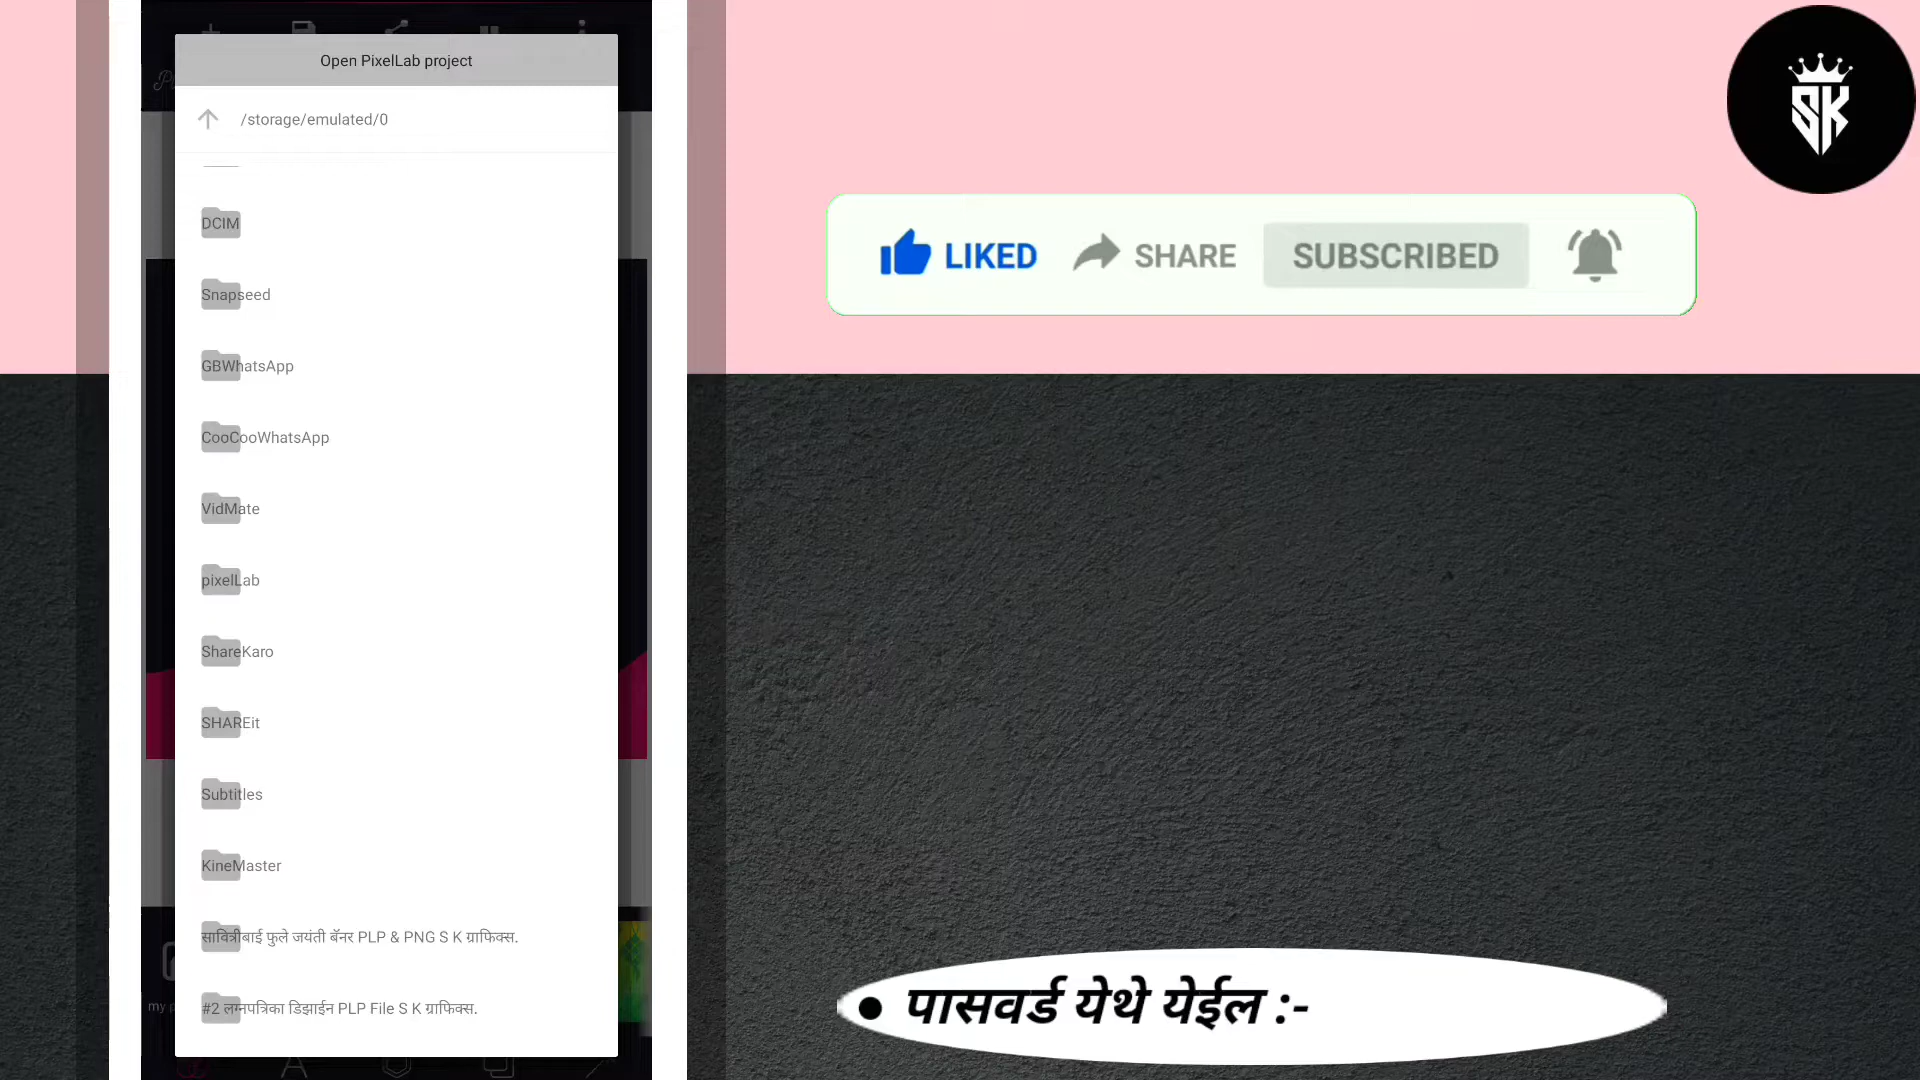 Open PixelLab project
/storage/emulated/0
DCIM
Snapseed
GBWhatsApp
CooCooWhatsApp
VidMate
pixelLab
ShareKaro
SHAREit
Subtitles
KineMaster
सावित्रीबाई फुले जयंती बॅनर PLP & PNG S K ग्राफिक्स.
#2 लग्नपत्रिका डिझाईन PLP File S K ग्राफिक्स.
my
SK
LIKED SHARE SUBSCRIBED
• पासवर्ड येथे येईल :-